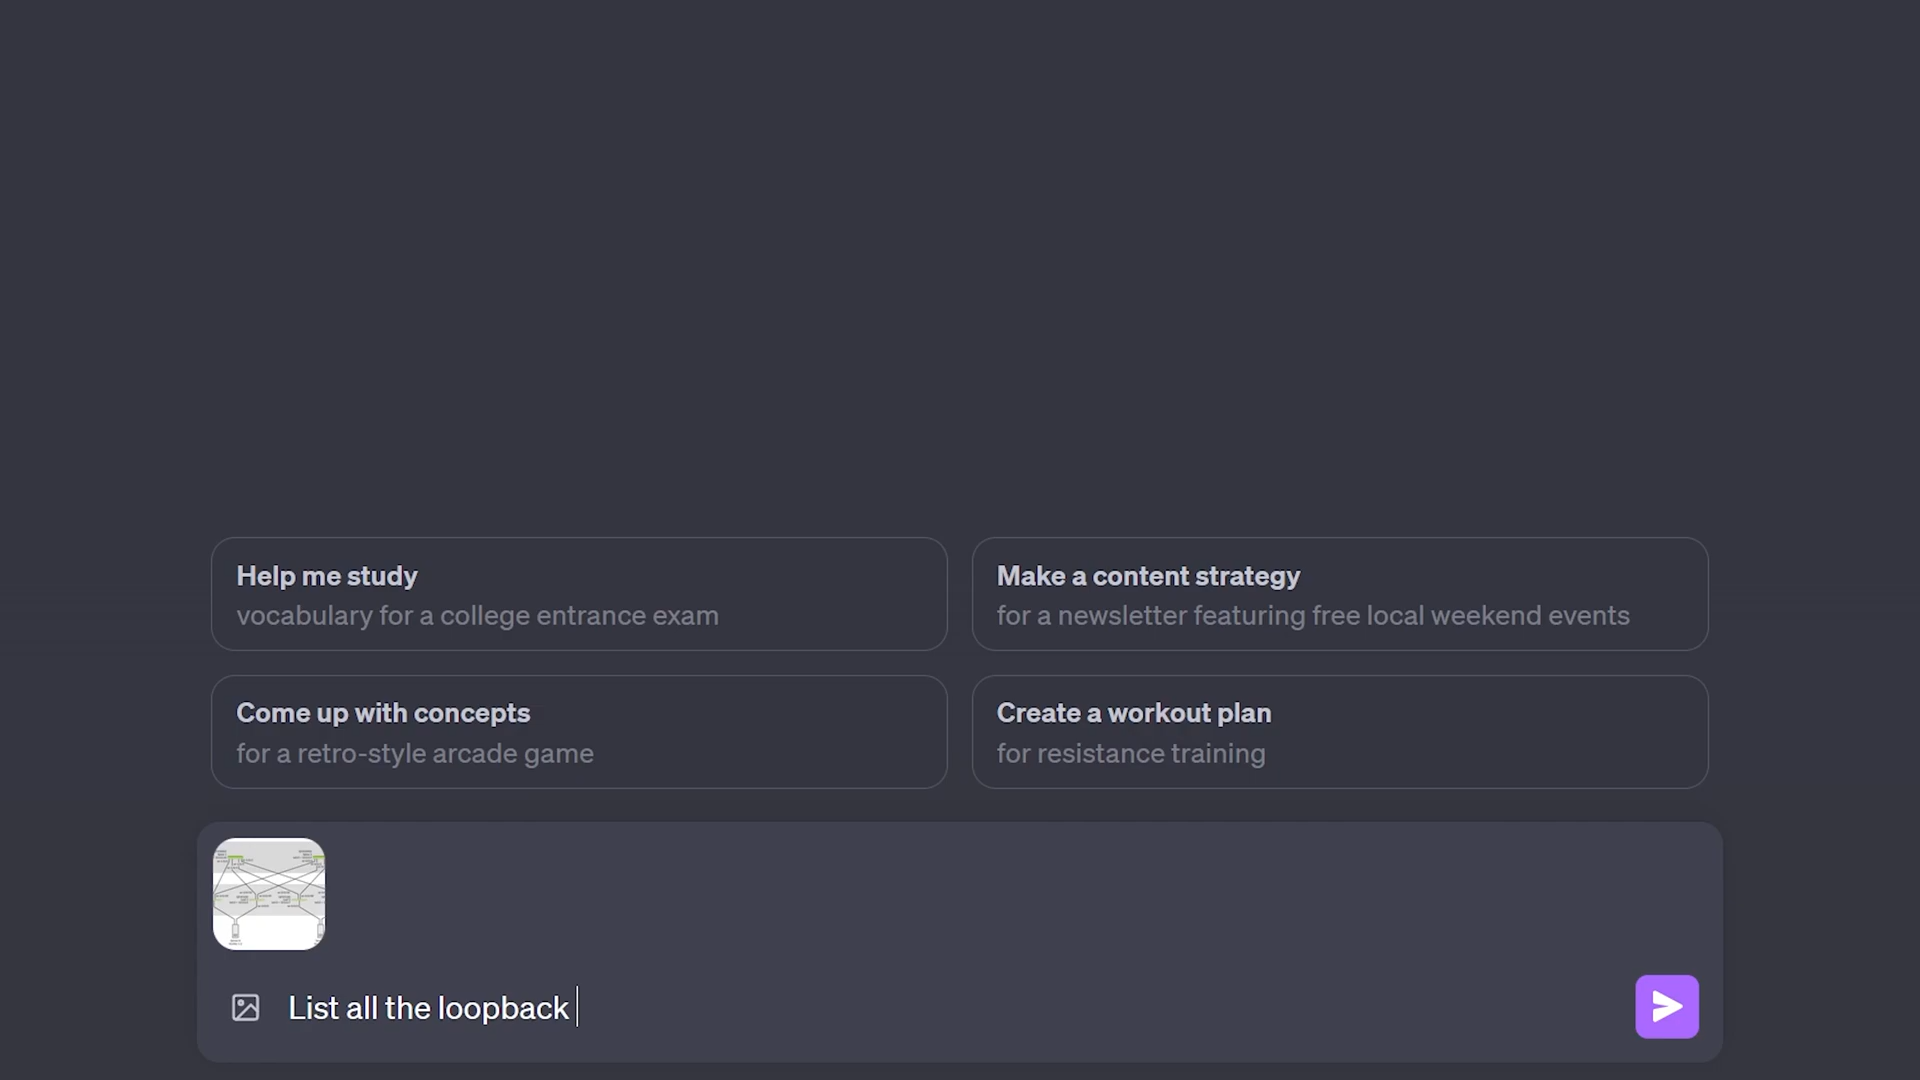 Help me study
vocabulary for a college entrance exam
Make a content strategy
for a newsletter featuring free local weekend events
Come up with concepts
for a retro-style arcade game
Create a workout plan
for resistance training
List all the loopback